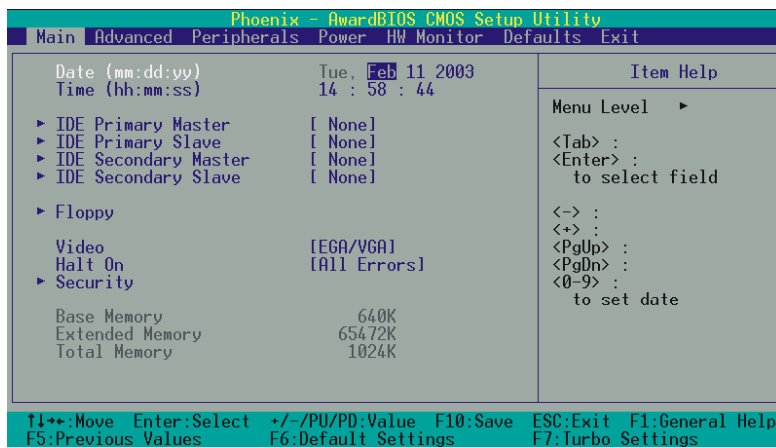 Phoenix - AwardBIOS CMOS Setup Utility
Main Advanced Peripherals Power HW Monitor Defaults Exit
Date (mm:dd:yy) Tue, Feb 11 2003
Time (hh:mm:ss) 14 : 58 : 44
► IDE Primary Master [ None]
► IDE Primary Slave [ None]
► IDE Secondary Master [ None]
► IDE Secondary Slave [ None]
► Floppy
Video [EGA/VGA]
Halt On [All Errors]
► Security
Base Memory 640K
Extended Memory 65472K
Total Memory 1024K
Item Help
Menu Level ►
<Tab> :
<Enter> :
to select field
<-> :
<+> :
<PgUp> :
<PgDn> :
<0-9> :
to set date
↑↓→←:Move Enter:Select +/-/PU/PD:Value F10:Save ESC:Exit F1:General Help
F5:Previous Values F6:Default Settings F7:Turbo Settings